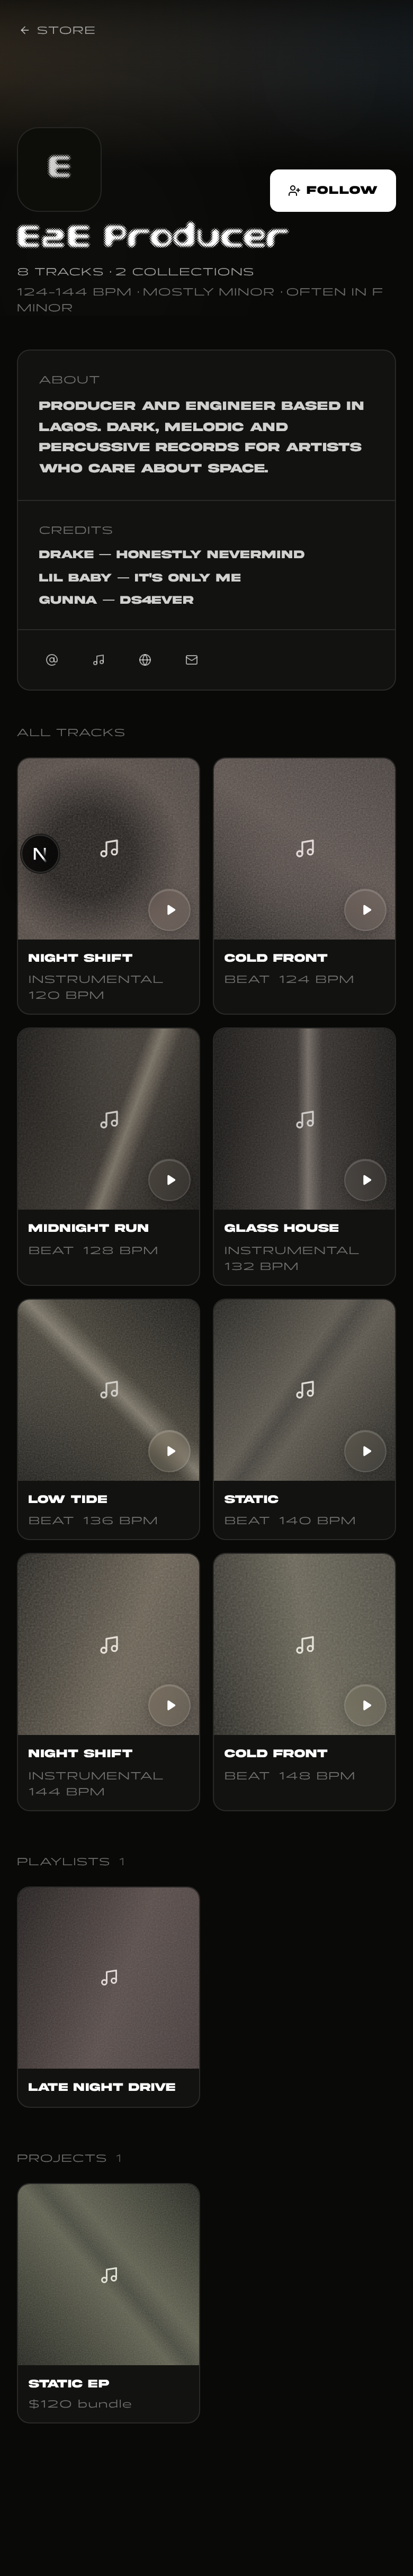 ← STORE
E
FOLLOW
E2E Producer
8 TRACKS · 2 COLLECTIONS
124–144 BPM · MOSTLY MINOR · OFTEN IN F
MINOR
ABOUT
PRODUCER AND ENGINEER BASED IN
LAGOS. DARK, MELODIC AND
PERCUSSIVE RECORDS FOR ARTISTS
WHO CARE ABOUT SPACE.
CREDITS
DRAKE — HONESTLY NEVERMIND
LIL BABY — IT'S ONLY ME
GUNNA — DS4EVER
ALL TRACKS
N
NIGHT SHIFT
INSTRUMENTAL
120 BPM
COLD FRONT
BEAT 124 BPM
MIDNIGHT RUN
BEAT 128 BPM
GLASS HOUSE
INSTRUMENTAL
132 BPM
LOW TIDE
BEAT 136 BPM
STATIC
BEAT 140 BPM
NIGHT SHIFT
INSTRUMENTAL
144 BPM
COLD FRONT
BEAT 148 BPM
PLAYLISTS 1
LATE NIGHT DRIVE
PROJECTS 1
STATIC EP
$120 bundle